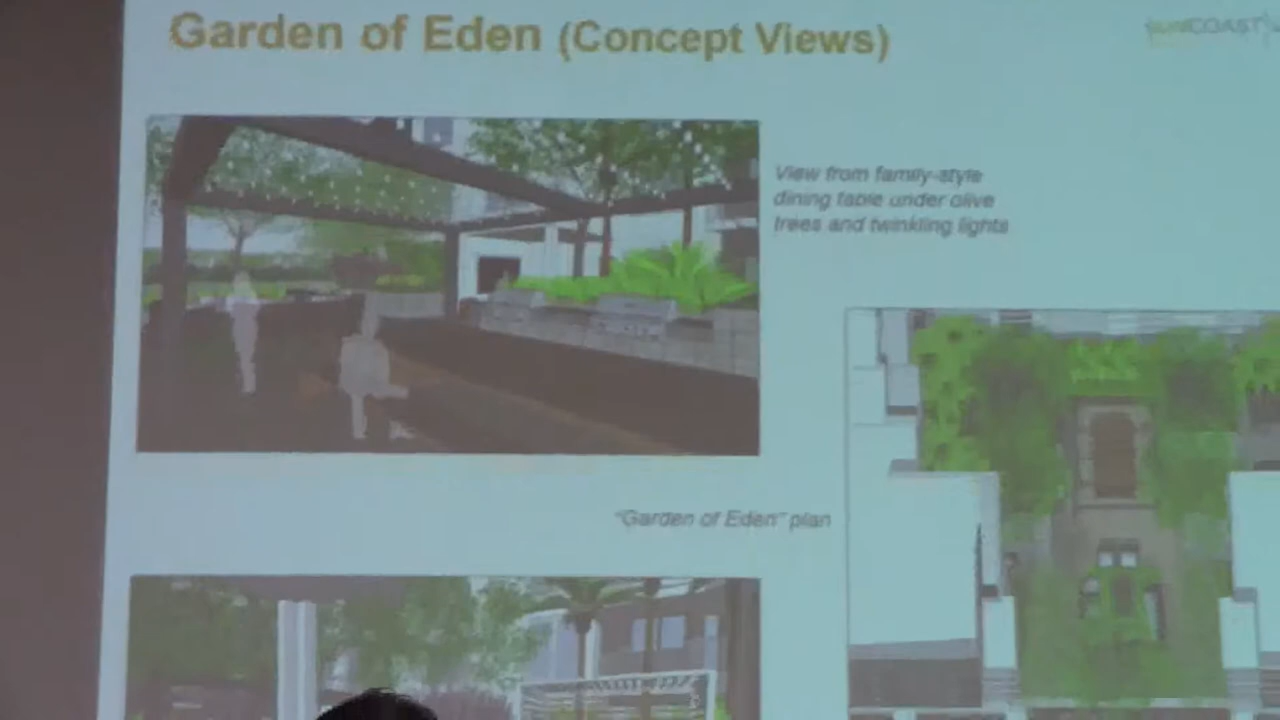 Garden of Eden (Concept Views)
SUNCOAST
View from family-style
dining table under olive
trees and twinkling lights
"Garden of Eden" plan